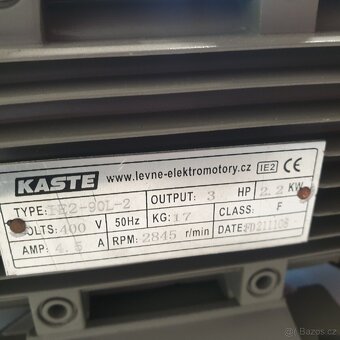 KASTE www.levne-elektromotory.cz IE2 CE
TYPE: IE2-90L-2 OUTPUT: 3 HP 2.2 KW
VOLTS: 400 V 50Hz KG: 17 CLASS: F
AMP: 4.5 A RPM: 2845 r/min DATE:
Bazos.cz